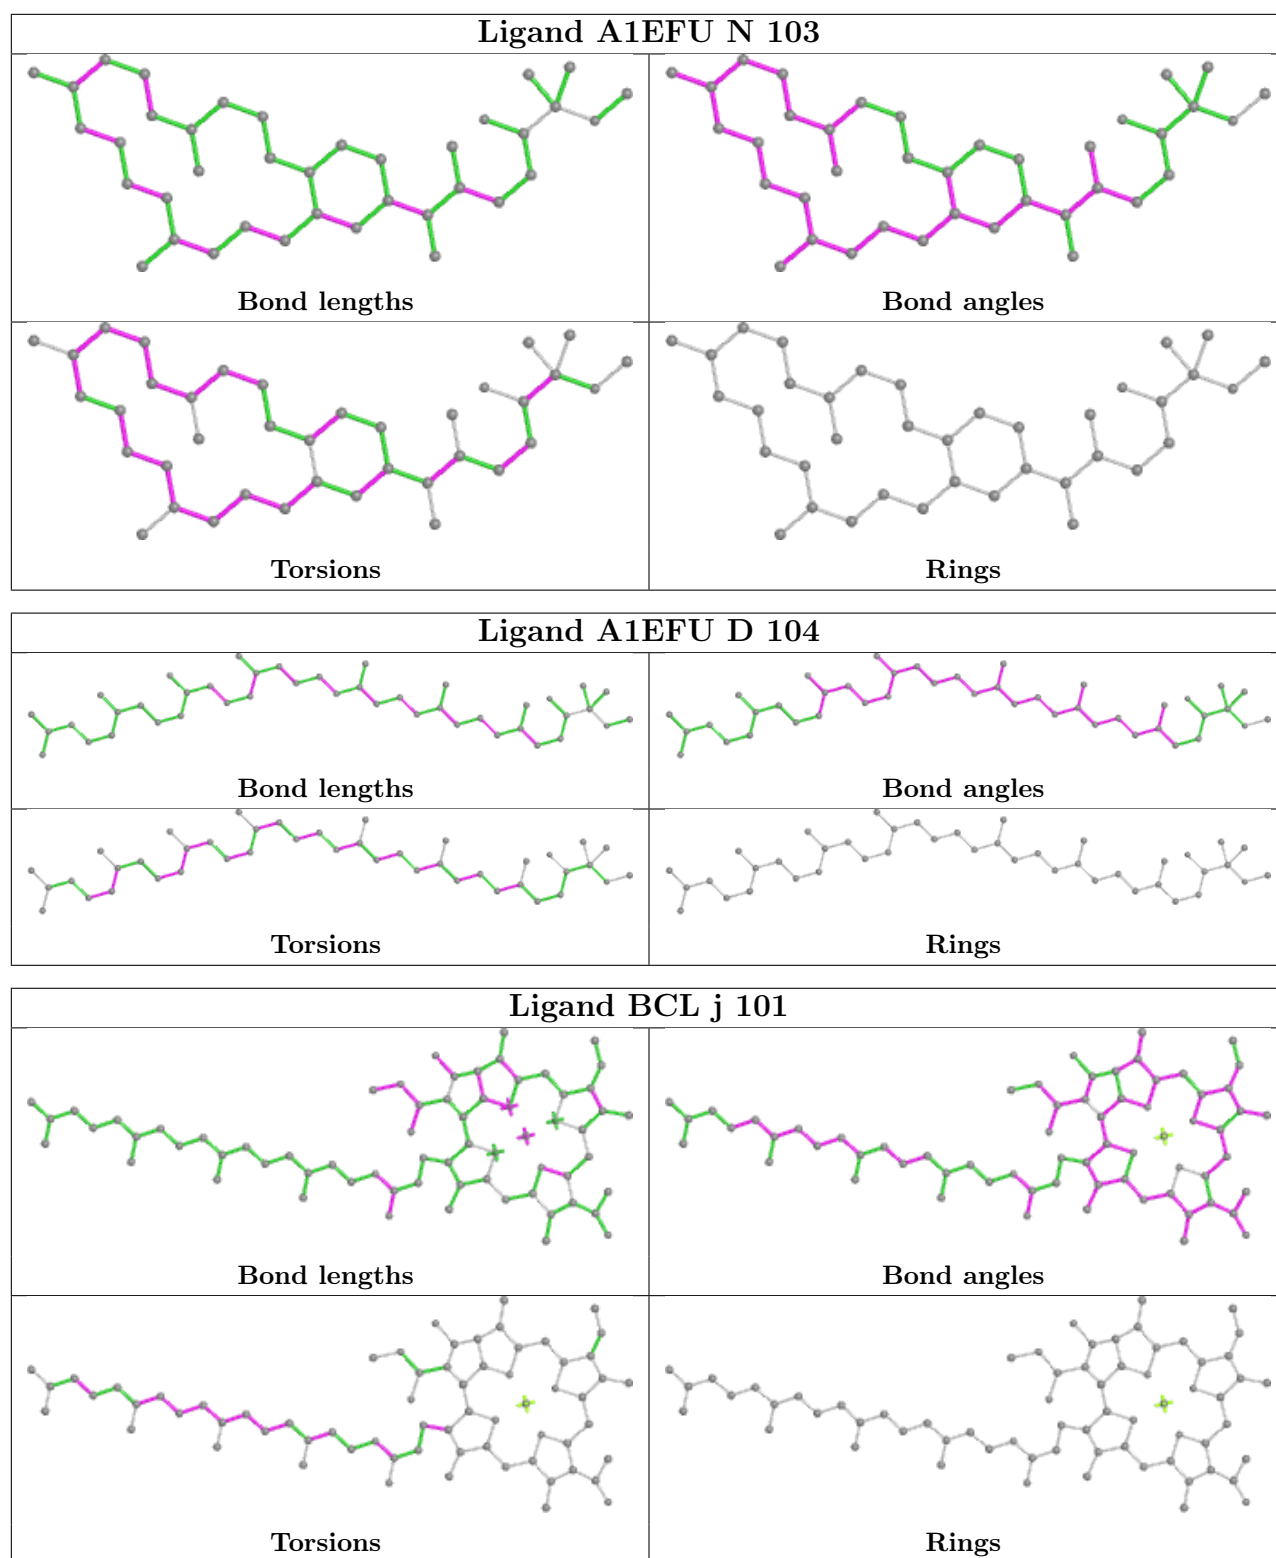 Ligand A1EFU N 103
Bond lengths
Bond angles
Torsions
Rings
Ligand A1EFU D 104
Bond lengths
Bond angles
Torsions
Rings
Ligand BCL j 101
Bond lengths
Bond angles
Torsions
Rings